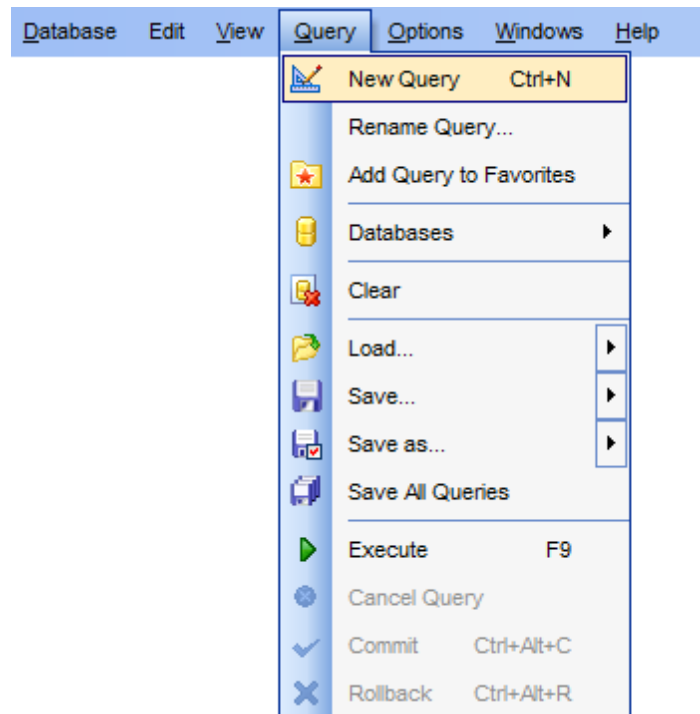 Database Edit View Query Options Windows Help
New Query Ctrl+N
Rename Query...
Add Query to Favorites
Databases
Clear
Load...
Save...
Save as...
Save All Queries
Execute F9
Cancel Query
Commit Ctrl+Alt+C
Rollback Ctrl+Alt+R